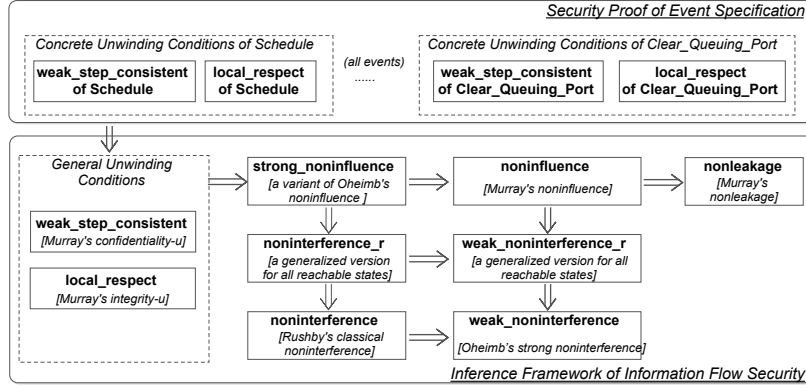 Security Proof of Event Specification
Concrete Unwinding Conditions of Schedule
weak_step_consistent
of Schedule
local_respect
of Schedule
(all events)
......
Concrete Unwinding Conditions of Clear_Queuing_Port
weak_step_consistent
of Clear_Queuing_Port
local_respect
of Clear_Queuing_Port
General Unwinding
Conditions
weak_step_consistent
[Murray's confidentiality-u]
local_respect
[Murray's integrity-u]
strong_noninfluence
[a variant of Oheimb's
noninfluence ]
noninfluence
[Murray's noninfluence]
nonleakage
[Murray's
nonleakage]
noninterference_r
[a generalized version
for all reachable states]
weak_noninterference_r
[a generalized version for all
reachable states]
noninterference
[Rushby's classical
noninterference]
weak_noninterference
[Oheimb's strong noninterference]
Inference Framework of Information Flow Security